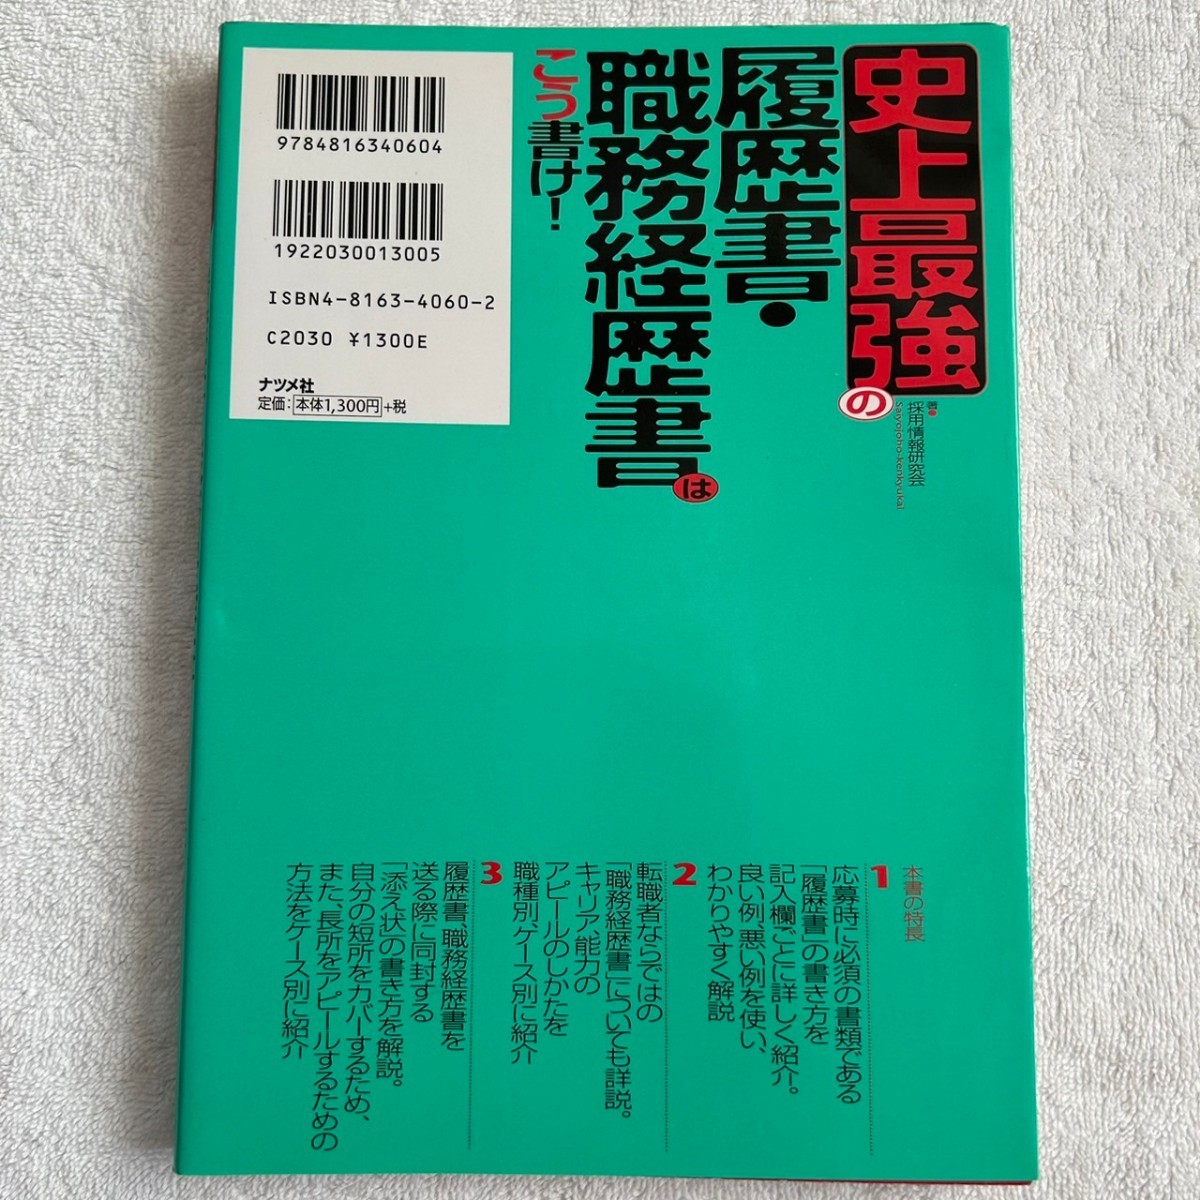 史上最強の
履歴書・
職務経歴書は
こう書け!
著●
採用情報研究会
Saiyojoho-kenkyukai
9784816340604
1922030013005
ISBN4-8163-4060-2
C2030 ¥1300E
ナツメ社
定価:本体1,300円+税
本書の特長
1
応募時に必須の書類である
「履歴書」の書き方を
記入欄ごとに詳しく紹介。
良い例、悪い例を使い、
わかりやすく解説
2
転職者ならではの
「職務経歴書」についても詳説。
キャリア、能力の
アピールのしかたを
職種別、ケース別に紹介
3
履歴書、職務経歴書を
送る際に同封する
「添え状」の書き方を解説。
自分の短所をカバーするため、
また、長所をアピールするための
方法をケース別に紹介